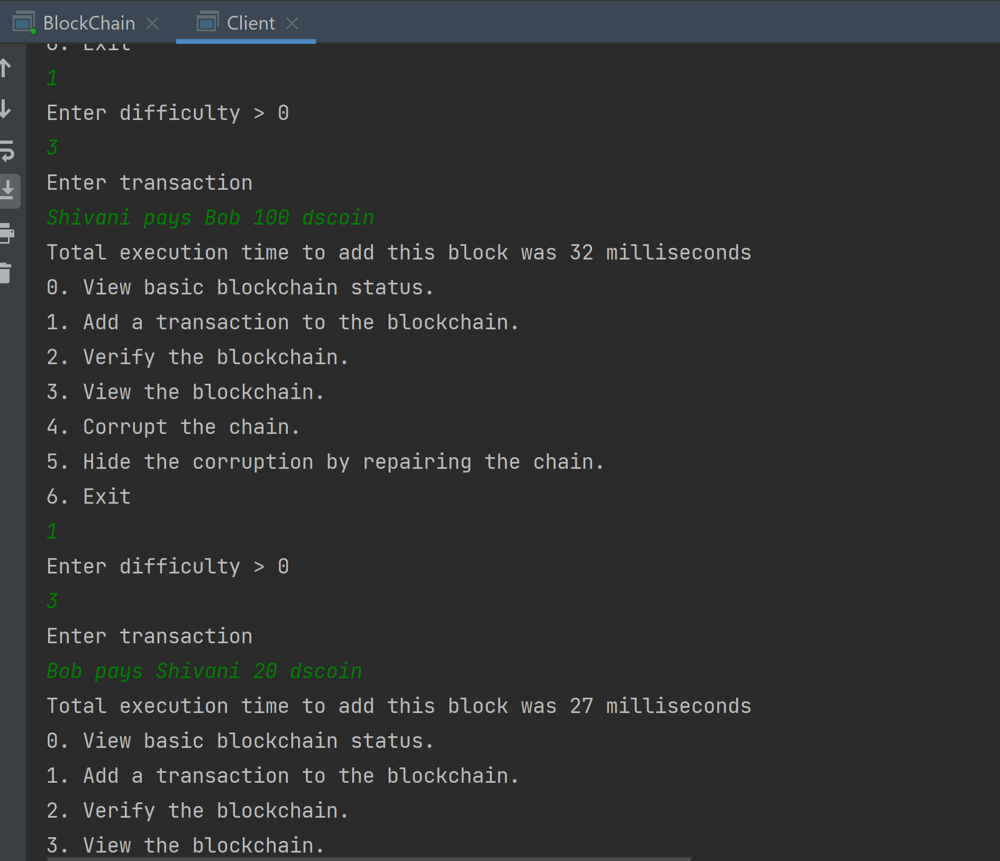 BlockChain Client
6. Exit
1
Enter difficulty > 0
3
Enter transaction
Shivani pays Bob 100 dscoin
Total execution time to add this block was 32 milliseconds
0. View basic blockchain status.
1. Add a transaction to the blockchain.
2. Verify the blockchain.
3. View the blockchain.
4. Corrupt the chain.
5. Hide the corruption by repairing the chain.
6. Exit
1
Enter difficulty > 0
3
Enter transaction
Bob pays Shivani 20 dscoin
Total execution time to add this block was 27 milliseconds
0. View basic blockchain status.
1. Add a transaction to the blockchain.
2. Verify the blockchain.
3. View the blockchain.